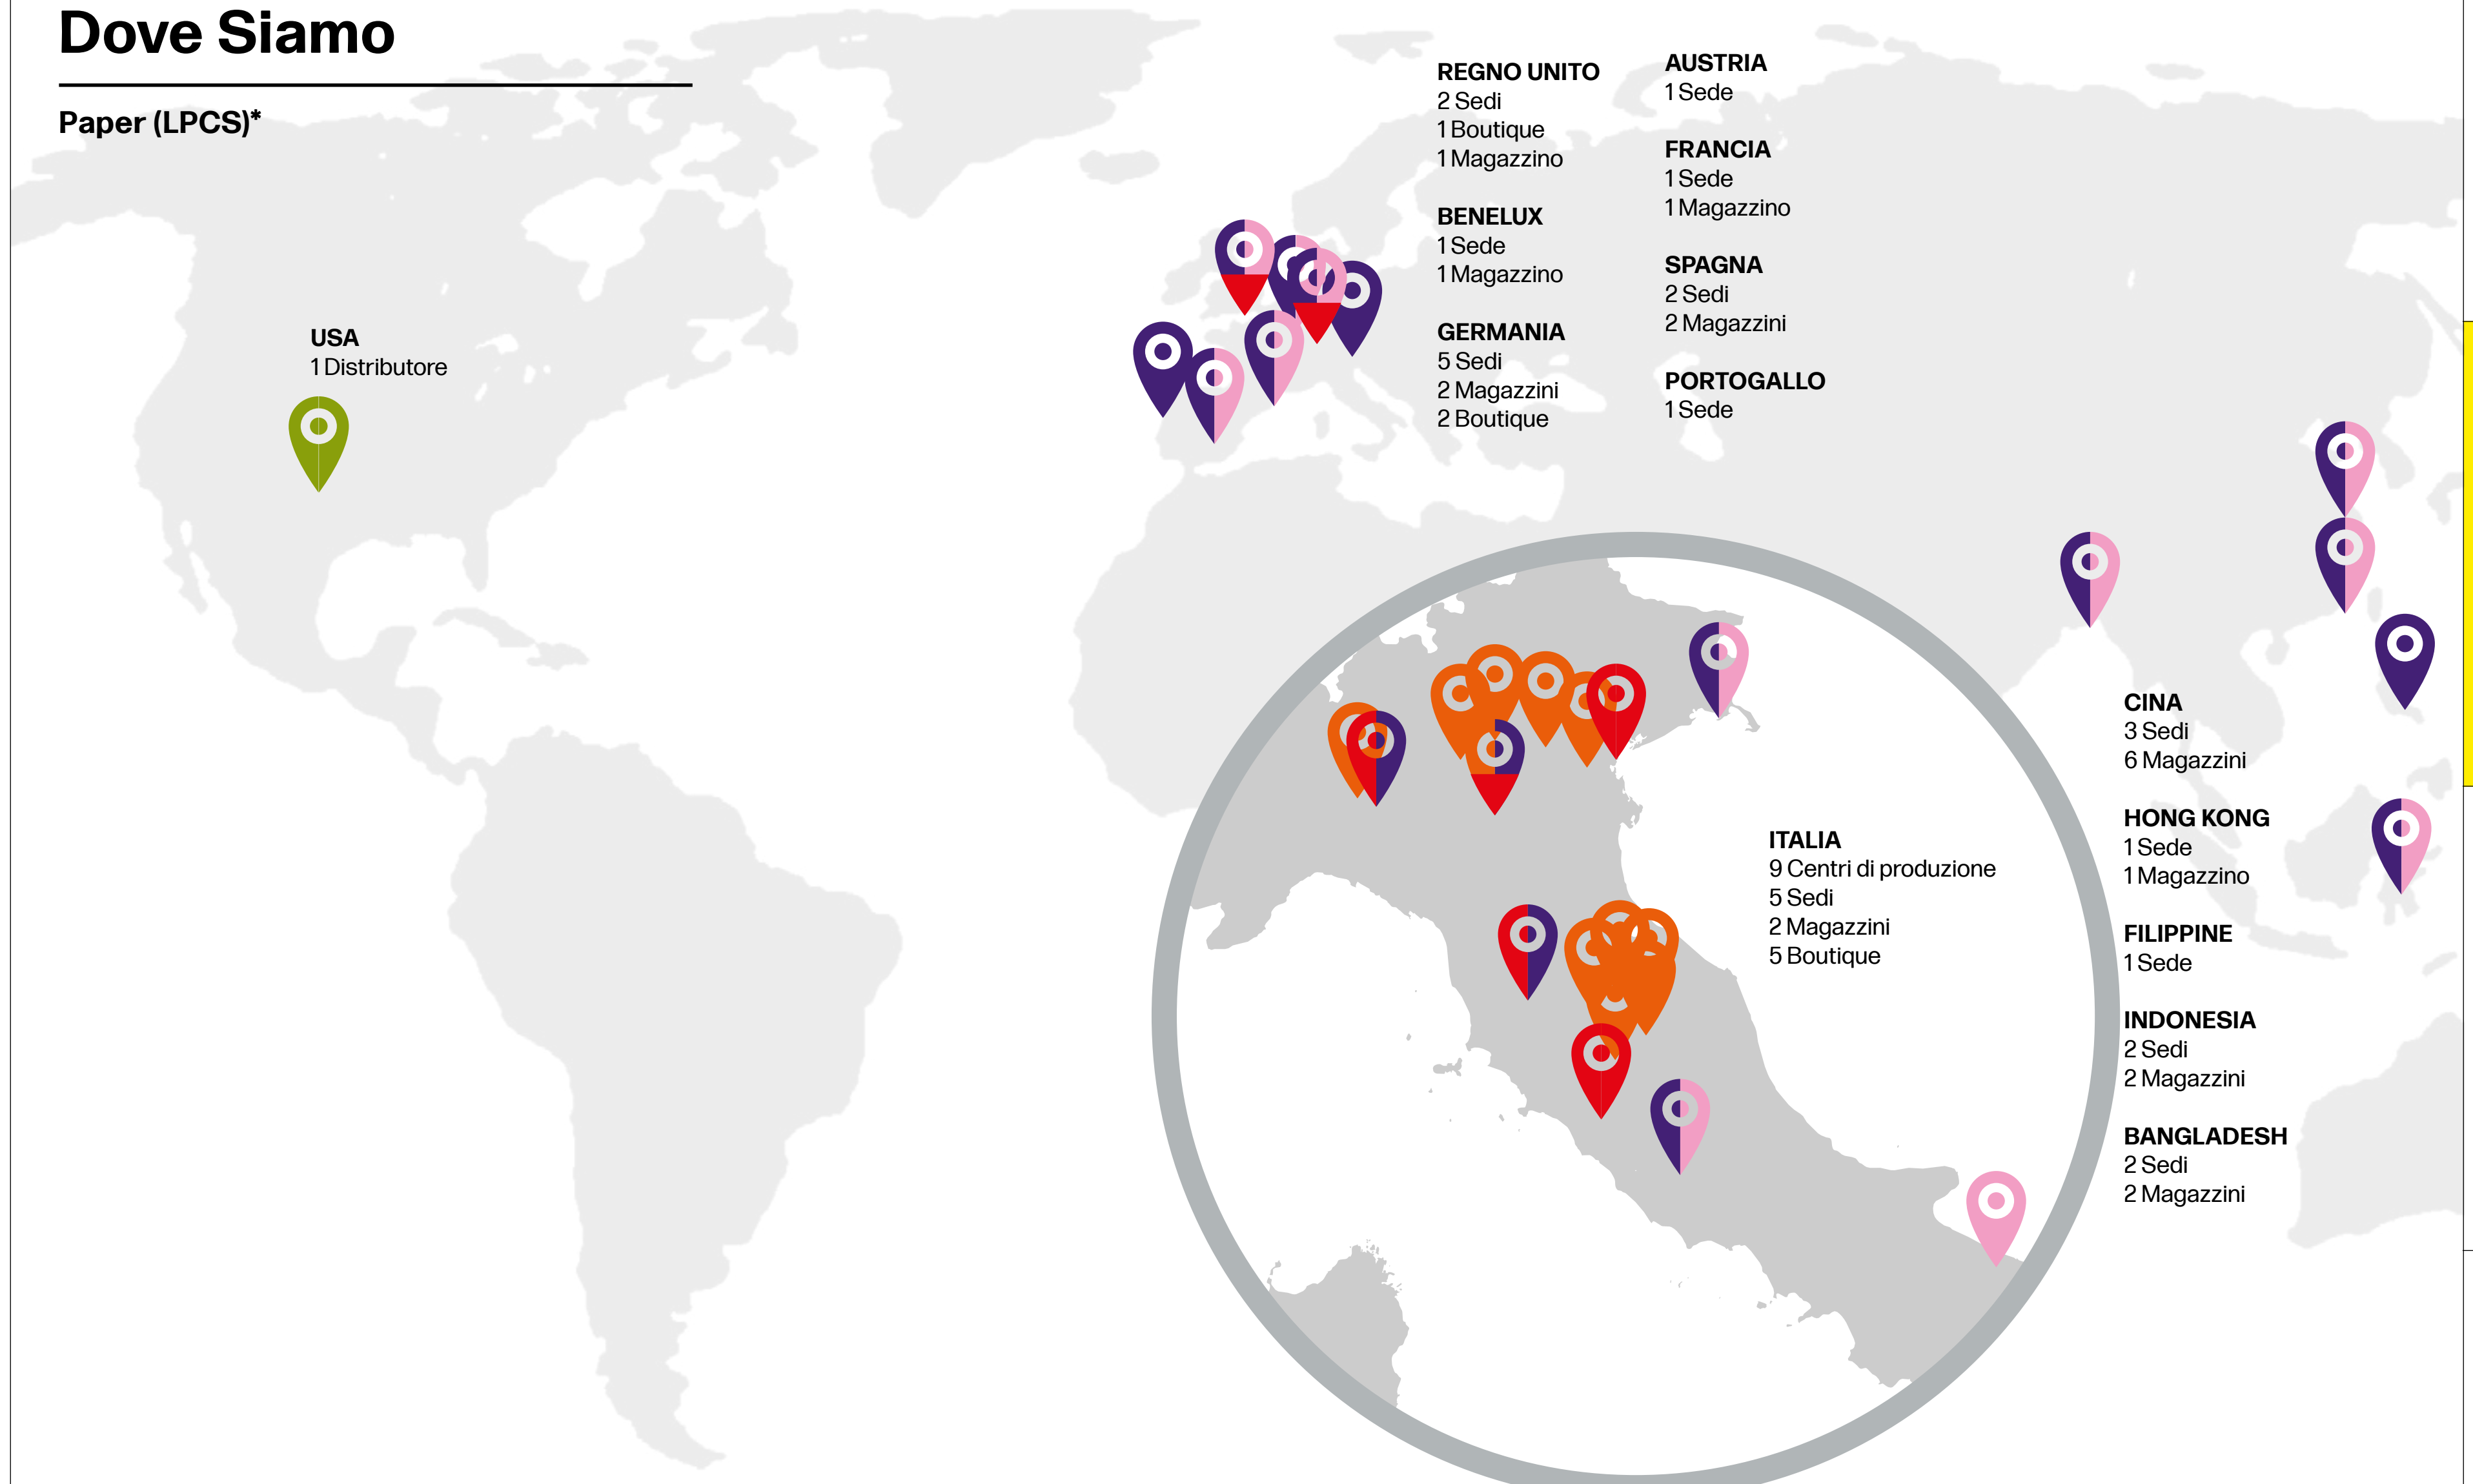 Dove Siamo
Paper (LPCS)*
USA
1 Distributore
REGNO UNITO
2 Sedi
1 Boutique
1 Magazzino
BENELUX
1 Sede
1 Magazzino
GERMANIA
5 Sedi
2 Magazzini
2 Boutique
AUSTRIA
1 Sede
FRANCIA
1 Sede
1 Magazzino
SPAGNA
2 Sedi
2 Magazzini
PORTOGALLO
1 Sede
ITALIA
9 Centri di produzione
5 Sedi
2 Magazzini
5 Boutique
CINA
3 Sedi
6 Magazzini
HONG KONG
1 Sede
1 Magazzino
FILIPPINE
1 Sede
INDONESIA
2 Sedi
2 Magazzini
BANGLADESH
2 Sedi
2 Magazzini